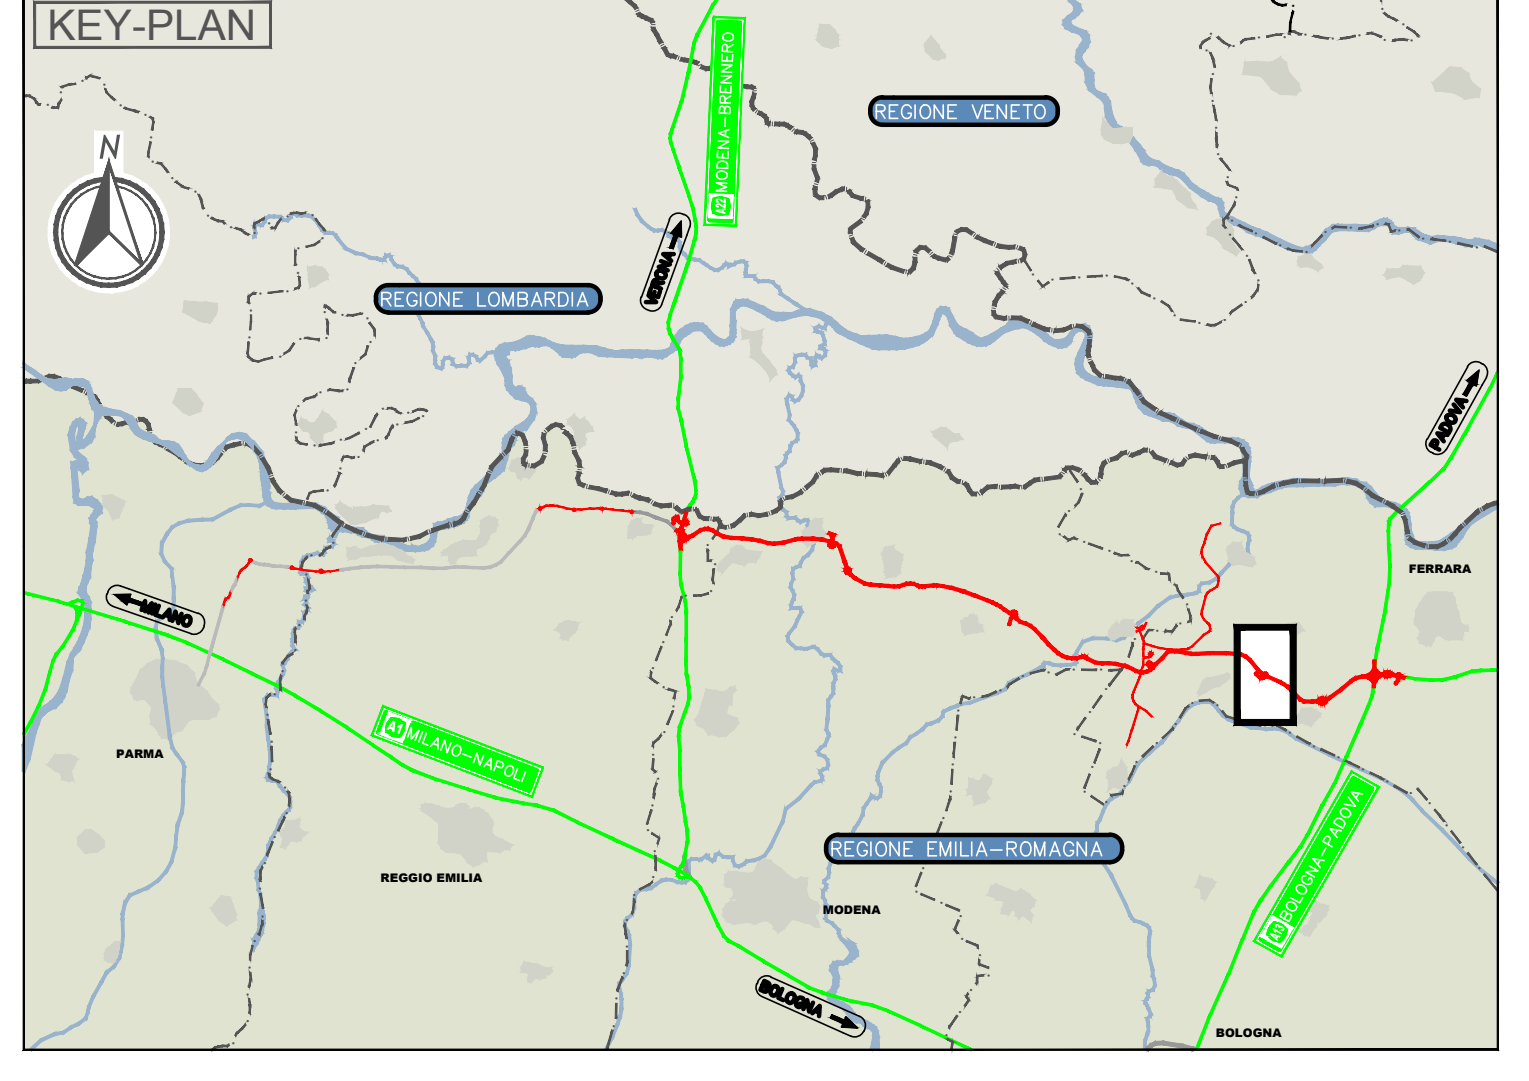 KEY-PLAN
N
A22 MODENA-BRENNERO
REGIONE VENETO
VERONA
REGIONE LOMBARDIA
PADOVA
FERRARA
MILANO
PARMA
A1 MILANO-NAPOLI
REGIONE EMILIA-ROMAGNA
A13 BOLOGNA-PADOVA
REGGIO EMILIA
MODENA
BOLOGNA
BOLOGNA